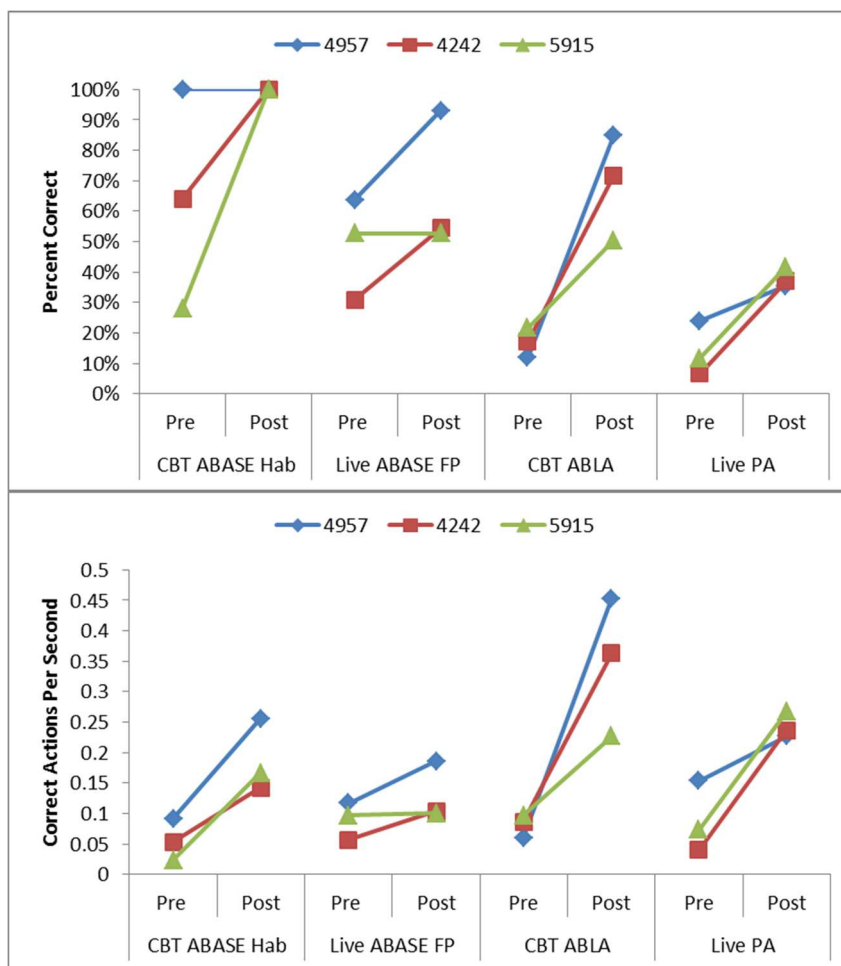 4957 4242 5915
100%
90%
80%
70%
60%
50%
40%
30%
20%
10%
0%
Percent Correct
Pre Post Pre Post Pre Post Pre Post
CBT ABASE Hab Live ABASE FP CBT ABLA Live PA
4957 4242 5915
0.5
0.45
0.4
0.35
0.3
0.25
0.2
0.15
0.1
0.05
0
Correct Actions Per Second
Pre Post Pre Post Pre Post Pre Post
CBT ABASE Hab Live ABASE FP CBT ABLA Live PA